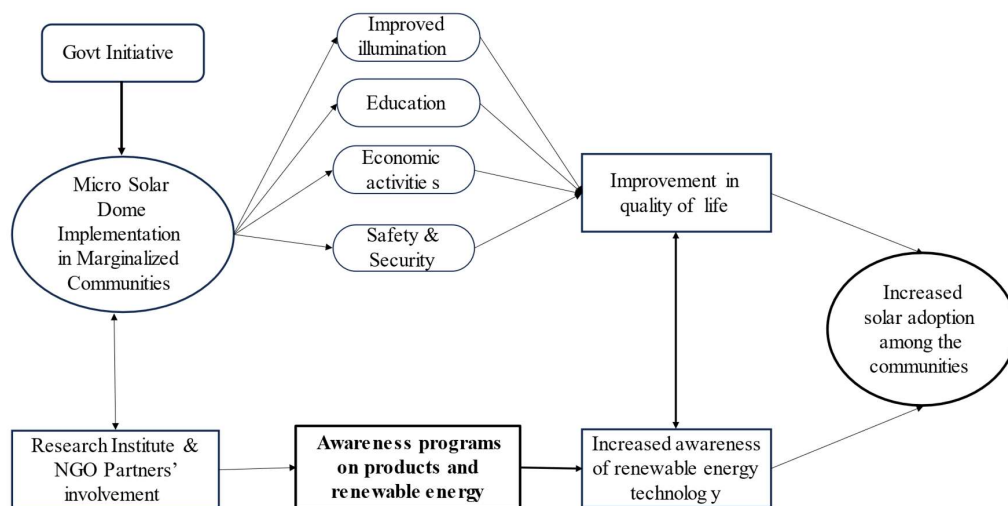 Govt Initiative
Micro Solar
Dome
Implementation
in Marginalized
Communities
Improved
illumination
Education
Economic
activitie s
Safety &
Security
Improvement in
quality of life
Increased
solar adoption
among the
communities
Research Institute &
NGO Partners’
involvement
Awareness programs
on products and
renewable energy
Increased awareness
of renewable energy
technolog y